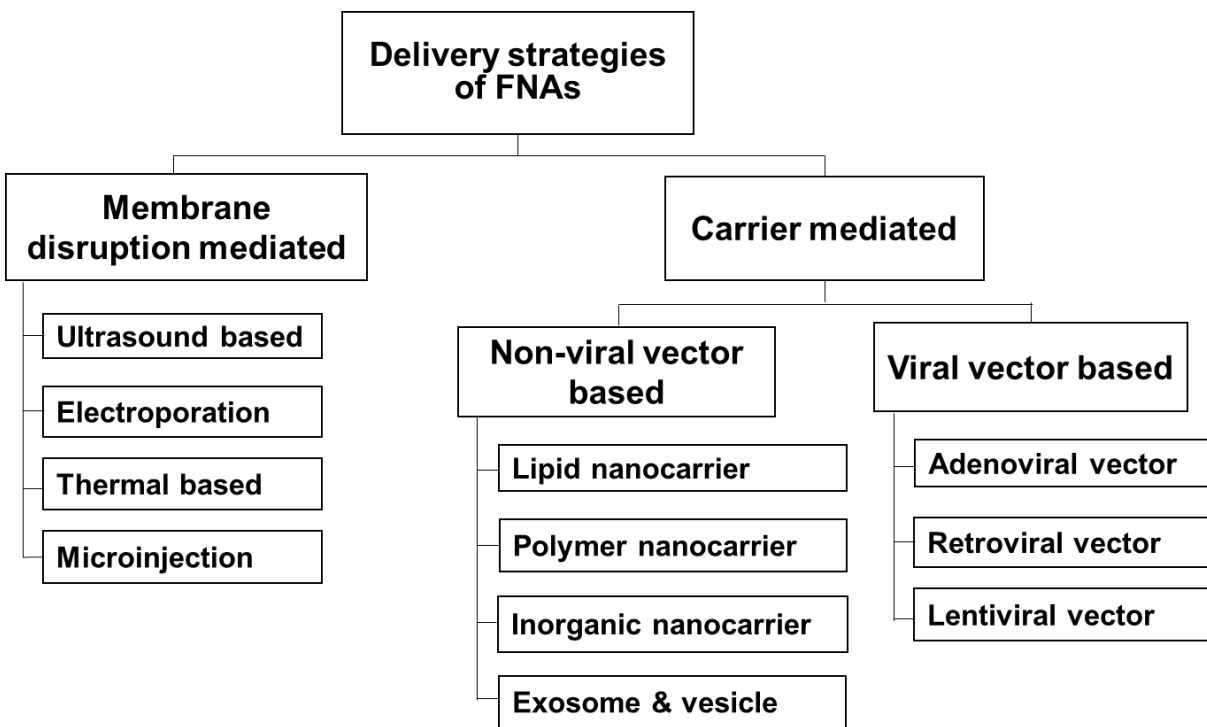 Delivery strategies
of FNAs
Membrane
disruption mediated
Carrier mediated
Ultrasound based
Electroporation
Thermal based
Microinjection
Non-viral vector
based
Viral vector based
Lipid nanocarrier
Polymer nanocarrier
Inorganic nanocarrier
Exosome & vesicle
Adenoviral vector
Retroviral vector
Lentiviral vector